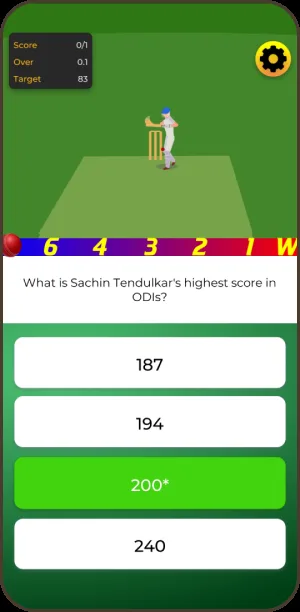 Score 0/1
Over 0.1
Target 83
6 4 3 2 1 W
What is Sachin Tendulkar's highest score in
ODIs?
187
194
200*
240